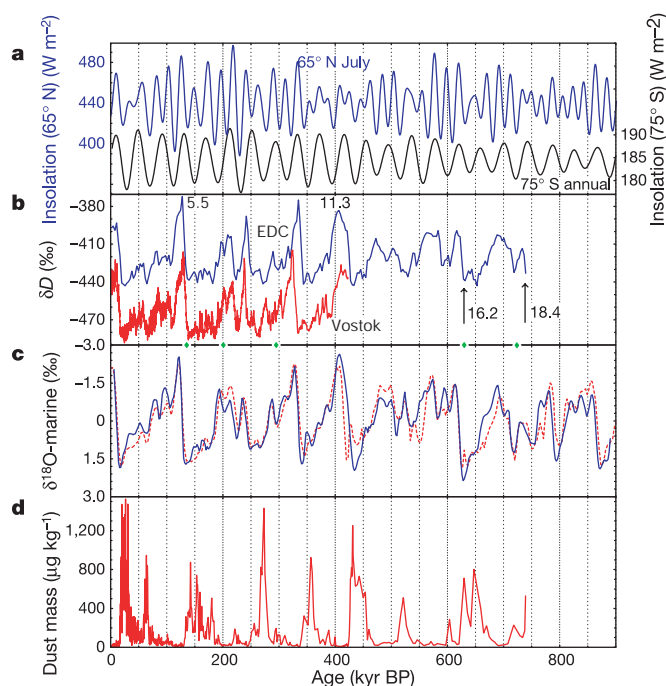 a
Insolation (65° N) (W m⁻²)
480
440
400
65° N July
75° S annual
190
185
180
Insolation (75° S) (W m⁻²)
b
δD (‰)
−380
−410
−440
−470
5.5
11.3
EDC
Vostok
16.2
18.4
c
δ¹⁸O-marine (‰)
−3.0
−1.5
0
1.5
3.0
d
Dust mass (µg kg⁻¹)
1,200
800
400
0
0 200 400 600 800
Age (kyr BP)